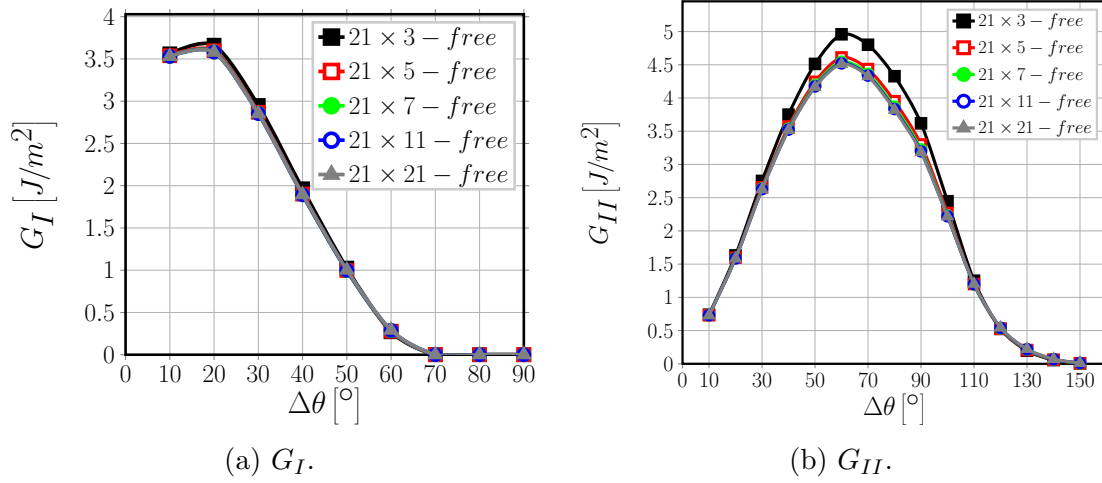 4
3.5
3
2.5
2
1.5
1
0.5
0
G_I [J/m^2]
21 × 3 − free
21 × 5 − free
21 × 7 − free
21 × 11 − free
21 × 21 − free
0 10 20 30 40 50 60 70 80 90
Δθ [°]
(a) G_I.
5
4.5
4
3.5
3
2.5
2
1.5
1
0.5
0
G_{II} [J/m^2]
21 × 3 − free
21 × 5 − free
21 × 7 − free
21 × 11 − free
21 × 21 − free
0 10 30 50 70 90 110 130 150
Δθ [°]
(b) G_{II}.